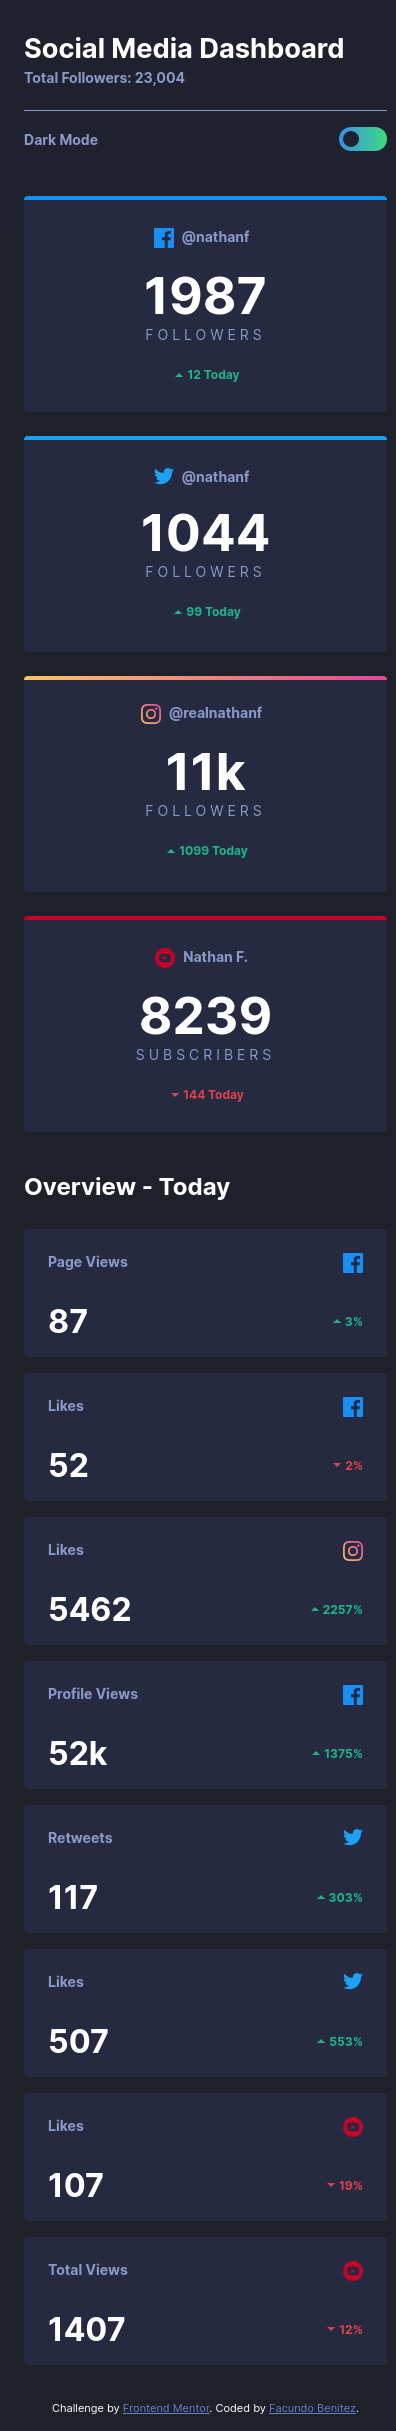 Social Media Dashboard
Total Followers: 23,004
Dark Mode
@nathanf
1987
FOLLOWERS
12 Today
@nathanf
1044
FOLLOWERS
99 Today
@realnathanf
11k
FOLLOWERS
1099 Today
Nathan F.
8239
SUBSCRIBERS
144 Today
Overview - Today
Page Views
87
3%
Likes
52
2%
Likes
5462
2257%
Profile Views
52k
1375%
Retweets
117
303%
Likes
507
553%
Likes
107
19%
Total Views
1407
12%
Challenge by Frontend Mentor. Coded by Facundo Benitez.